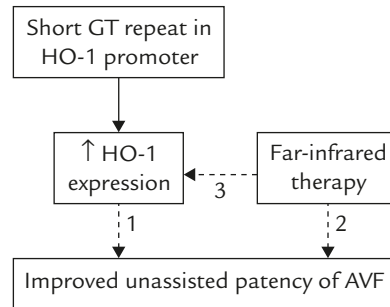 Short GT repeat in
HO-1 promoter
↑ HO-1
expression
Far-infrared
therapy
3
1
2
Improved unassisted patency of AVF